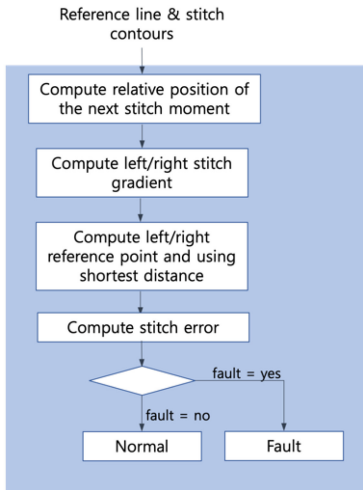 Reference line & stitch
contours
Compute relative position of
the next stitch moment
Compute left/right stitch
gradient
Compute left/right
reference point and using
shortest distance
Compute stitch error
fault = yes
fault = no
Normal
Fault